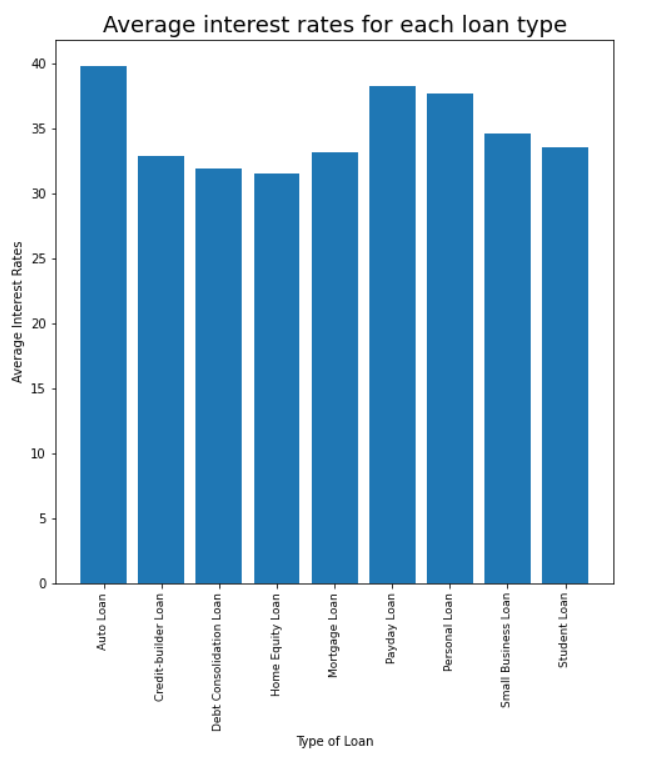 Average interest rates for each loan type
Average Interest Rates
40
35
30
25
20
15
10
5
0
Auto Loan
Credit-builder Loan
Debt Consolidation Loan
Home Equity Loan
Mortgage Loan
Payday Loan
Personal Loan
Small Business Loan
Student Loan
Type of Loan